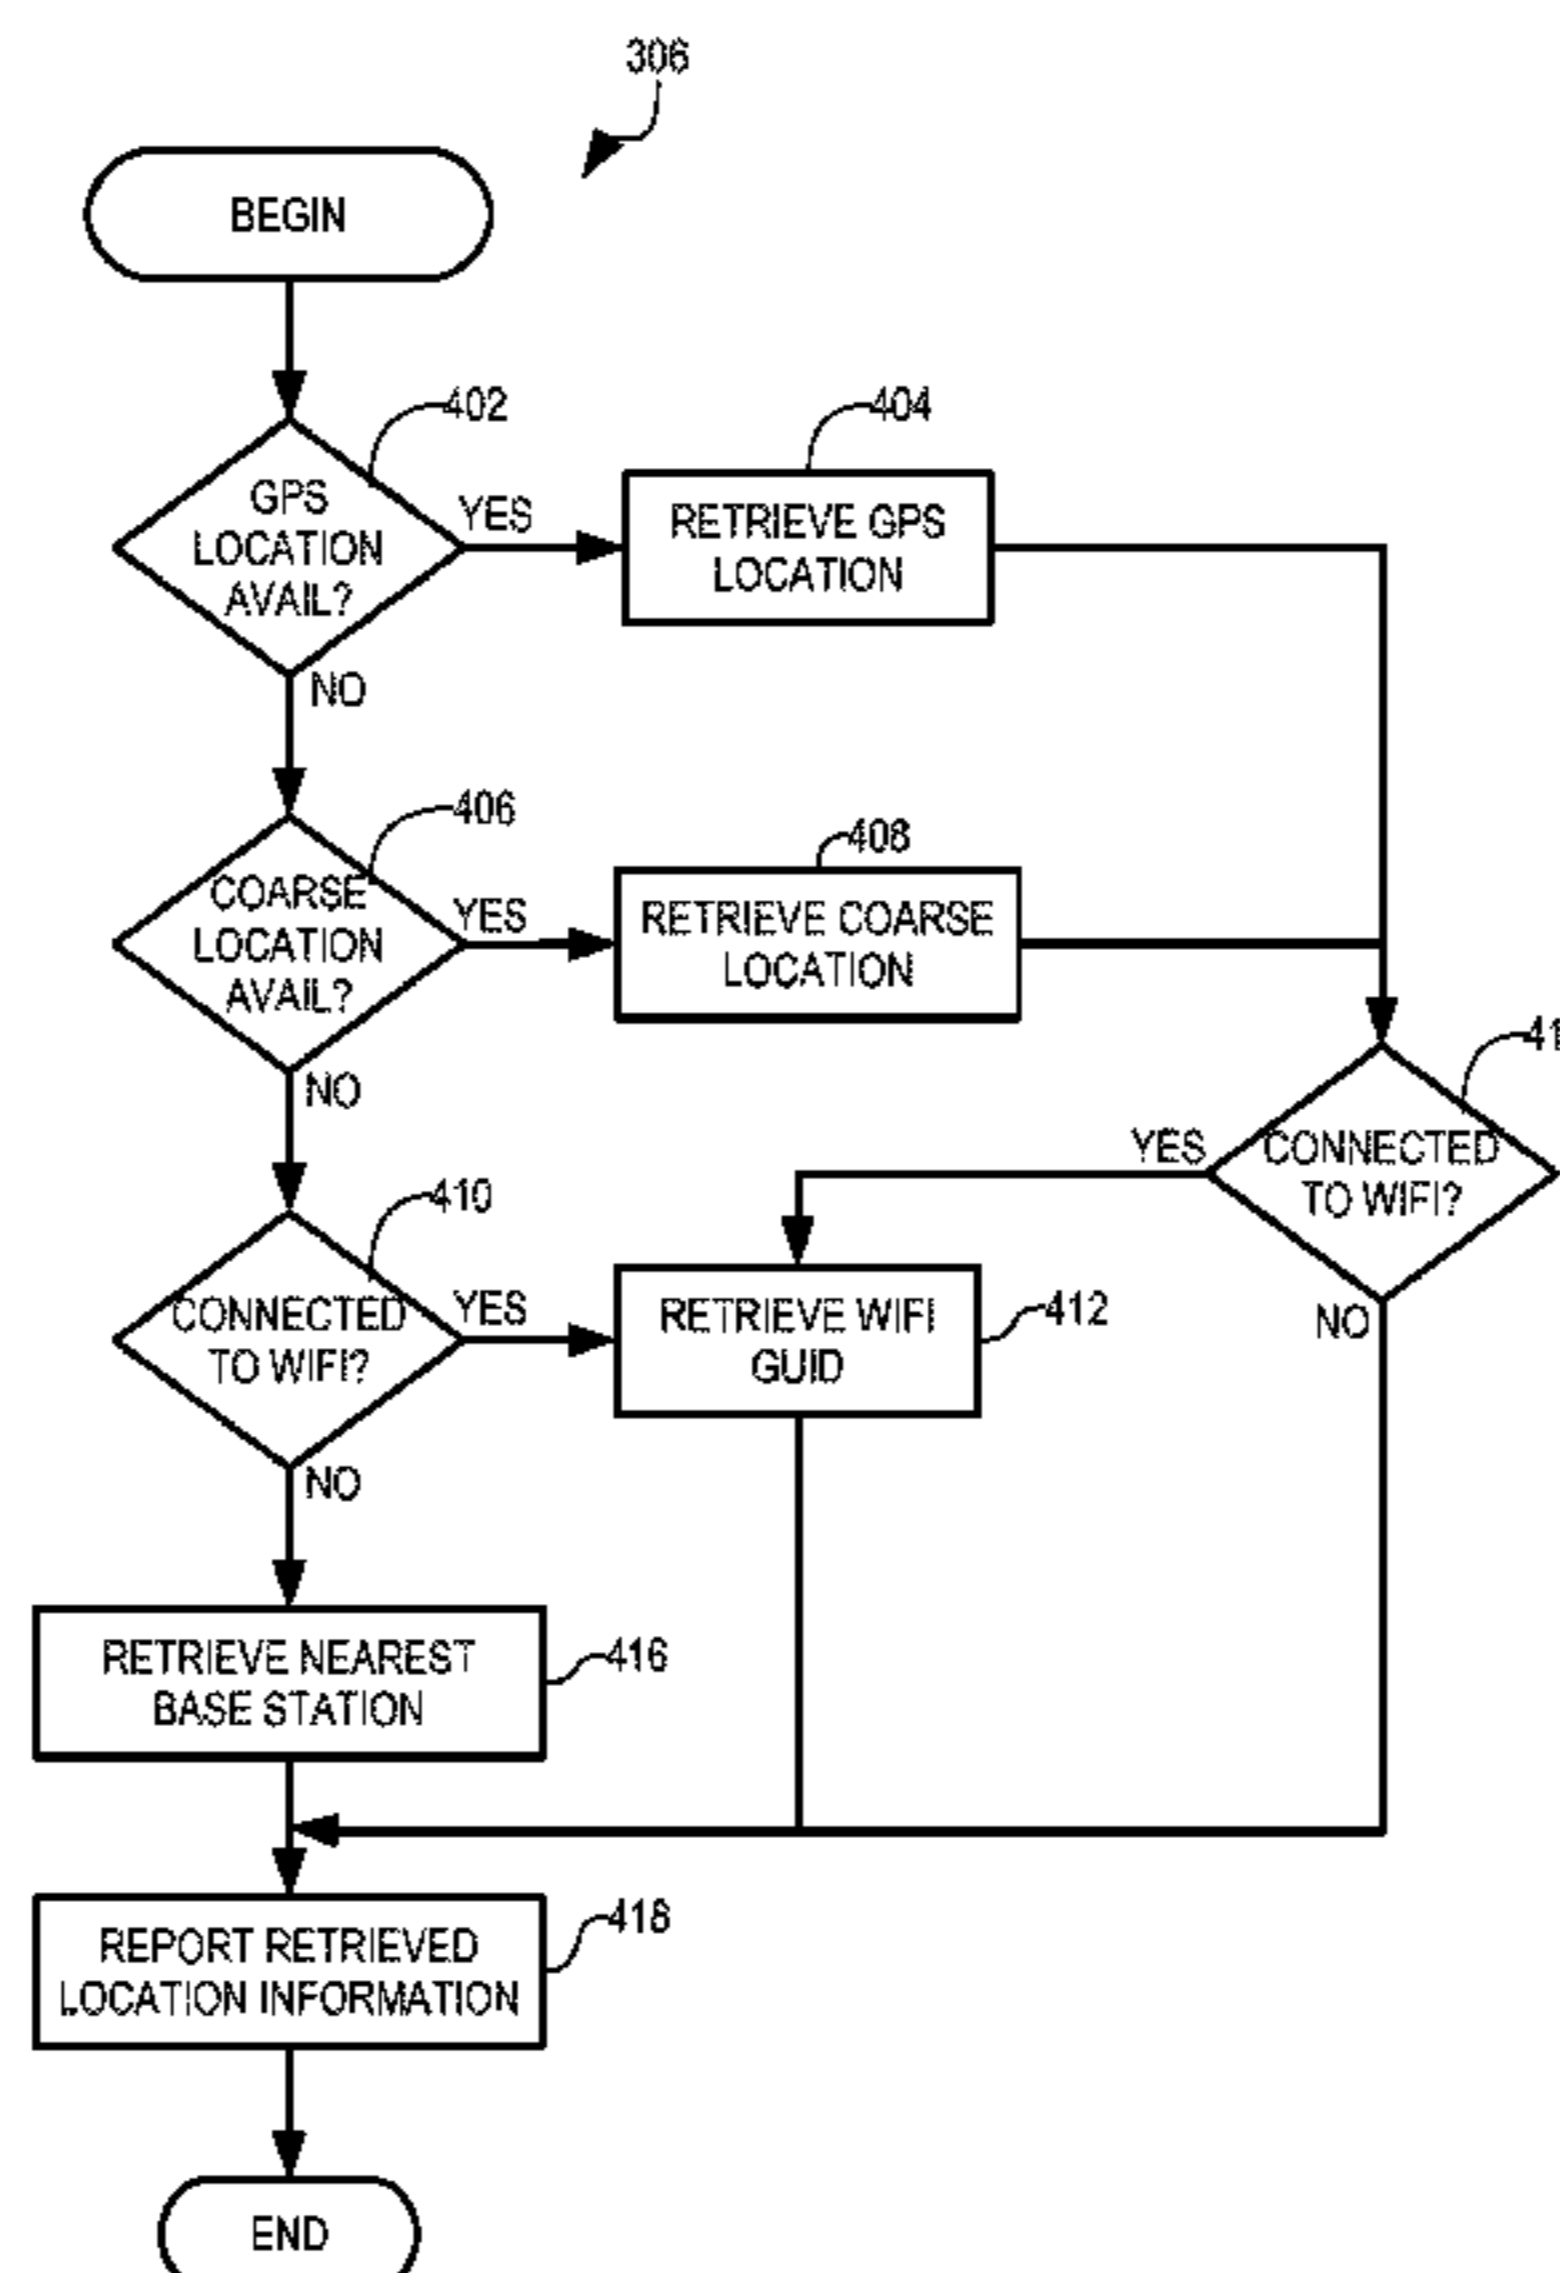 306
BEGIN
402
GPS
LOCATION
AVAIL?
YES
NO
404
RETRIEVE GPS
LOCATION
406
COARSE
LOCATION
AVAIL?
YES
NO
408
RETRIEVE COARSE
LOCATION
CONNECTED
TO WIFI?
YES
NO
410
CONNECTED
TO WIFI?
YES
NO
RETRIEVE WIFI
GUID
412
RETRIEVE NEAREST
BASE STATION
416
REPORT RETRIEVED
LOCATION INFORMATION
418
END